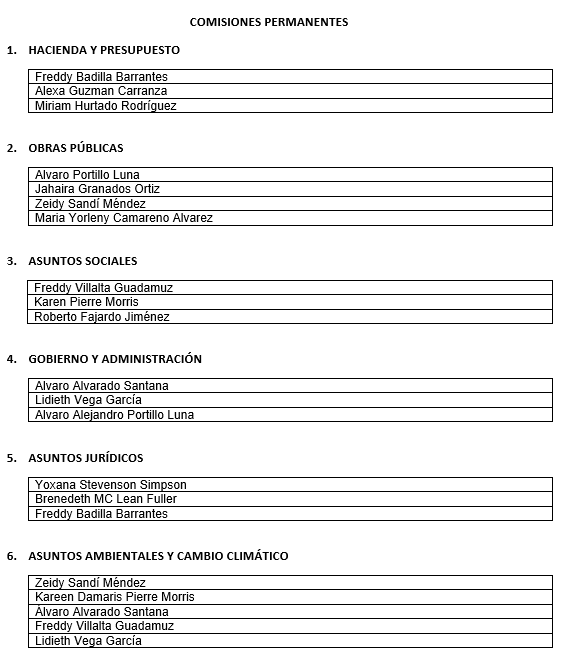 COMISIONES PERMANENTES
1. HACIENDA Y PRESUPUESTO
Freddy Badilla Barrantes
Alexa Guzman Carranza
Miriam Hurtado Rodríguez
2. OBRAS PÚBLICAS
Alvaro Portillo Luna
Jahaira Granados Ortiz
Zeidy Sandí Méndez
Maria Yorleny Camareno Alvarez
3. ASUNTOS SOCIALES
Freddy Villalta Guadamuz
Karen Pierre Morris
Roberto Fajardo Jiménez
4. GOBIERNO Y ADMINISTRACIÓN
Alvaro Alvarado Santana
Lidieth Vega García
Alvaro Alejandro Portillo Luna
5. ASUNTOS JURÍDICOS
Yoxana Stevenson Simpson
Brenedeth MC Lean Fuller
Freddy Badilla Barrantes
6. ASUNTOS AMBIENTALES Y CAMBIO CLIMÁTICO
Zeidy Sandí Méndez
Kareen Damaris Pierre Morris
Alvaro Alvarado Santana
Freddy Villalta Guadamuz
Lidieth Vega García